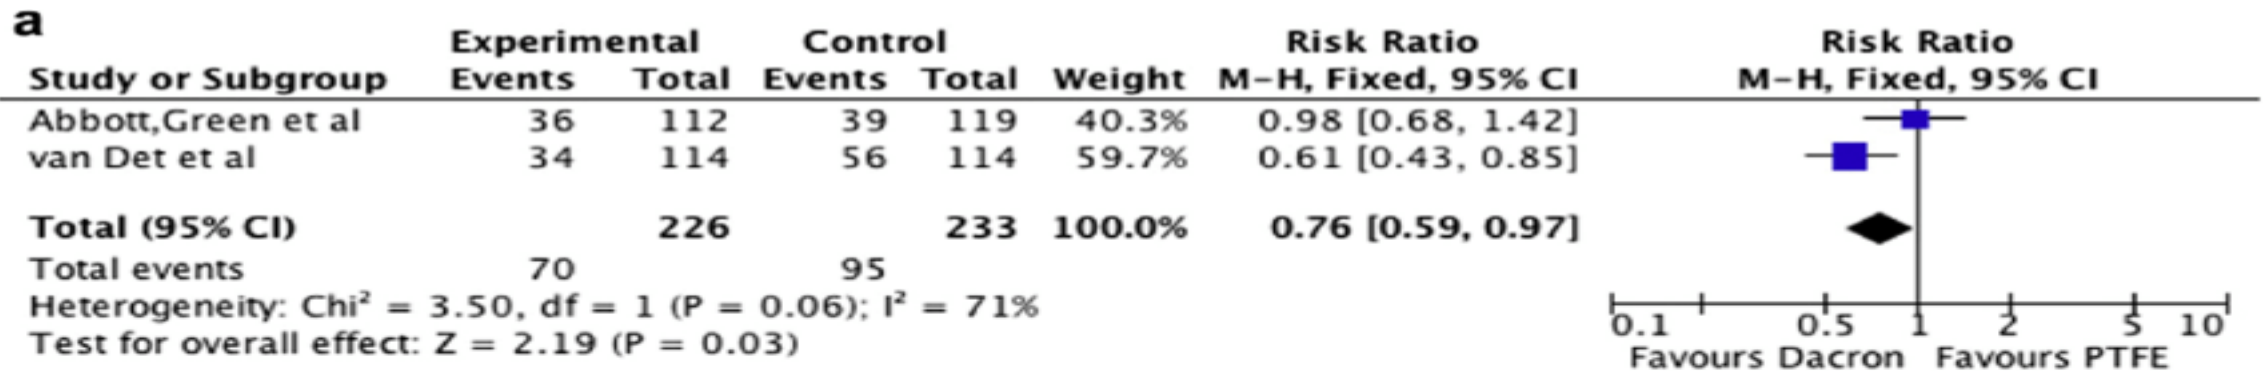 a
Experimental Control Risk Ratio Risk Ratio
Study or Subgroup Events Total Events Total Weight M-H, Fixed, 95% CI M-H, Fixed, 95% CI
Abbott,Green et al 36 112 39 119 40.3% 0.98 [0.68, 1.42]
van Det et al 34 114 56 114 59.7% 0.61 [0.43, 0.85]
Total (95% CI) 226 233 100.0% 0.76 [0.59, 0.97]
Total events 70 95
Heterogeneity: Chi² = 3.50, df = 1 (P = 0.06); I² = 71%
Test for overall effect: Z = 2.19 (P = 0.03)
0.1 0.5 1 2 5 10
Favours Dacron Favours PTFE